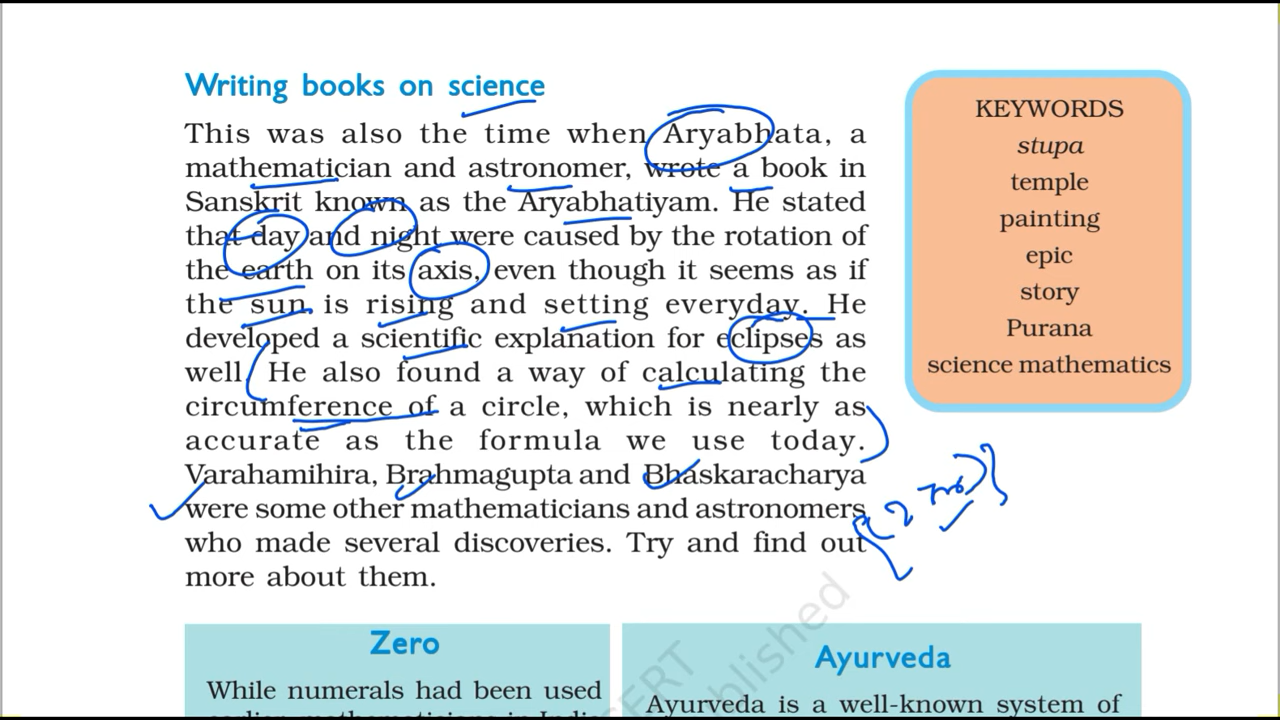 Writing books on science
This was also the time when Aryabhata, a
mathematician and astronomer, wrote a book in
Sanskrit known as the Aryabhatiyam. He stated
that day and night were caused by the rotation of
the earth on its axis, even though it seems as if
the sun is rising and setting everyday. He
developed a scientific explanation for eclipses as
well. He also found a way of calculating the
circumference of a circle, which is nearly as
accurate as the formula we use today.
Varahamihira, Brahmagupta and Bhaskaracharya
were some other mathematicians and astronomers
who made several discoveries. Try and find out
more about them.
KEYWORDS
stupa
temple
painting
epic
story
Purana
science mathematics
Zero
While numerals had been used
earlier mathematicians in India
Ayurveda
Ayurveda is a well-known system of